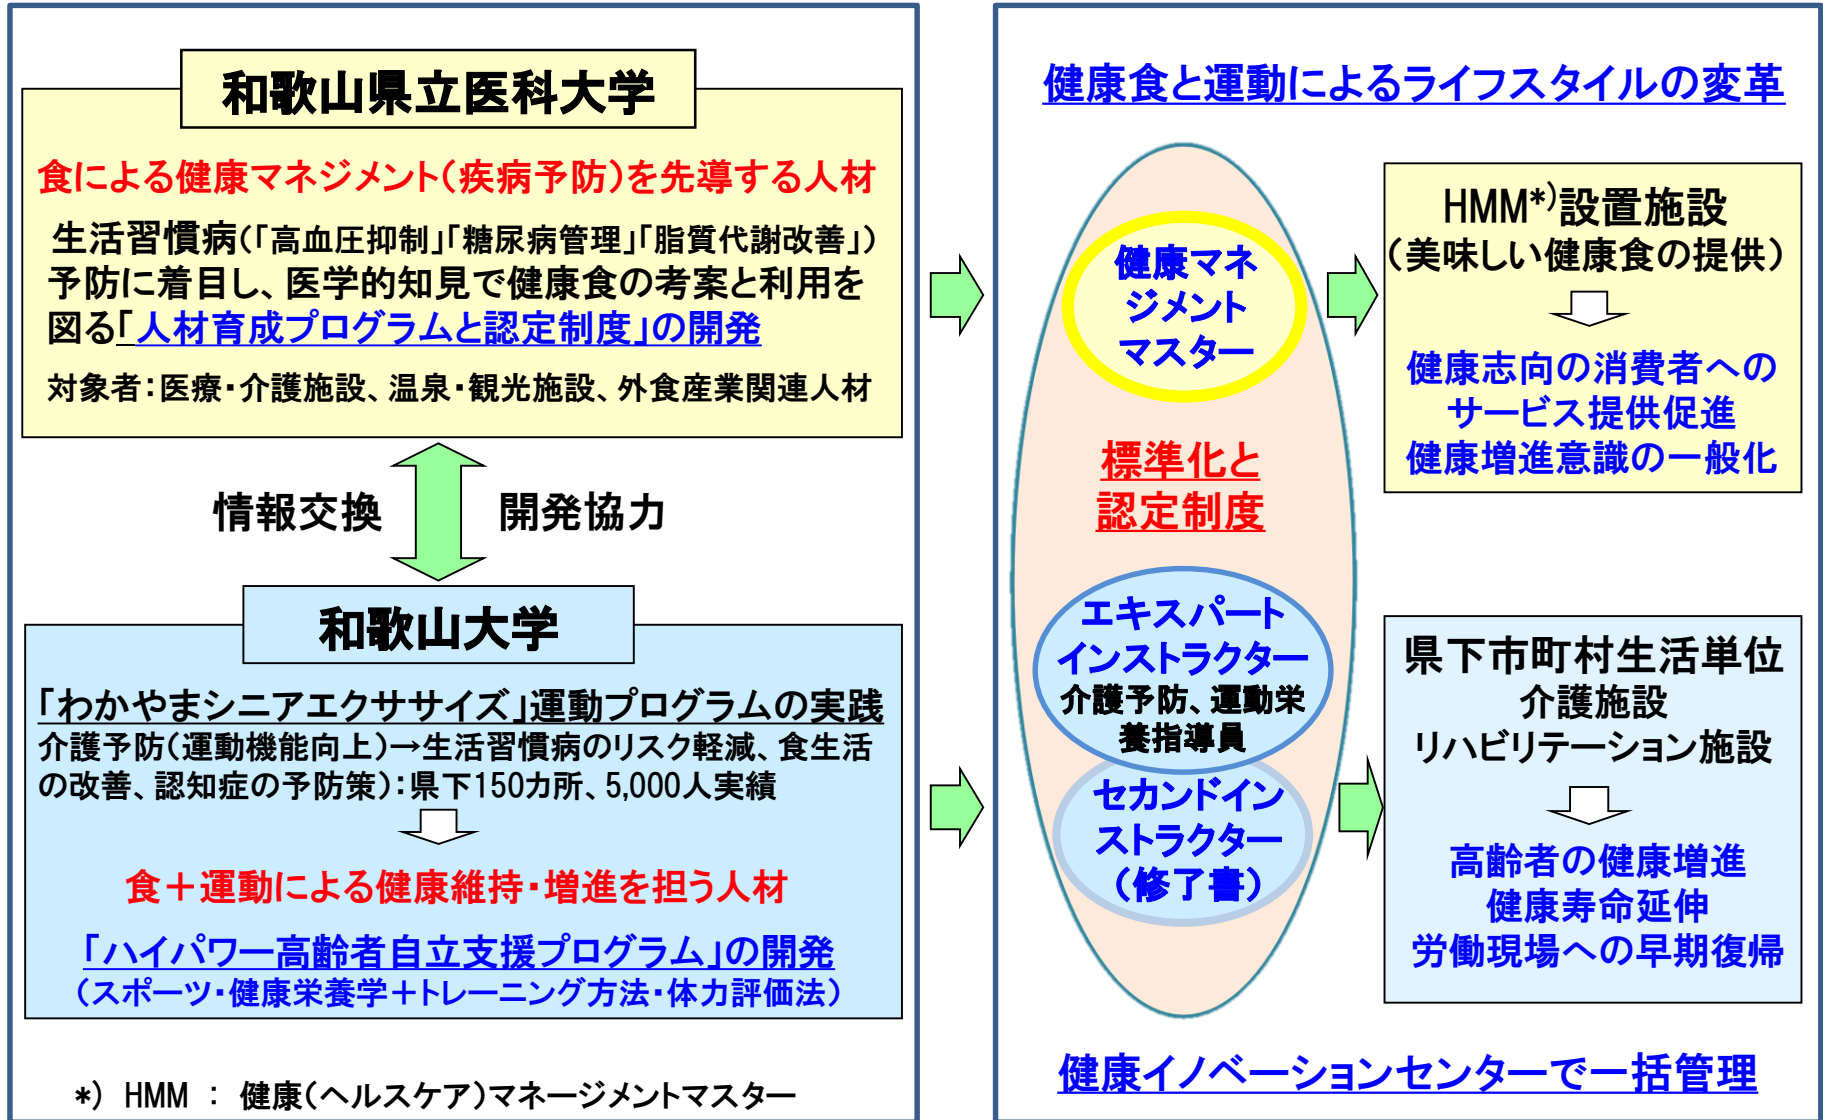 和歌山県立医科大学
食による健康マネジメント(疾病予防)を先導する人材
生活習慣病(「高血圧抑制」「糖尿病管理」「脂質代謝改善」)
予防に着目し、医学的知見で健康食の考案と利用を
図る「人材育成プログラムと認定制度」の開発
対象者：医療・介護施設、温泉・観光施設、外食産業関連人材
情報交換
開発協力
和歌山大学
「わかやまシニアエクササイズ」運動プログラムの実践
介護予防(運動機能向上)→生活習慣病のリスク軽減、食生活
の改善、認知症の予防策)：県下150カ所、5,000人実績
食＋運動による健康維持・増進を担う人材
「ハイパワー高齢者自立支援プログラム」の開発
(スポーツ・健康栄養学＋トレーニング方法・体力評価法)
*) HMM ： 健康(ヘルスケア)マネージメントマスター
健康食と運動によるライフスタイルの変革
健康マネ
ジメント
マスター
標準化と
認定制度
エキスパート
インストラクター
介護予防、運動栄
養指導員
セカンドイン
ストラクター
(修了書)
HMM*)設置施設
(美味しい健康食の提供)
健康志向の消費者への
サービス提供促進
健康増進意識の一般化
県下市町村生活単位
介護施設
リハビリテーション施設
高齢者の健康増進
健康寿命延伸
労働現場への早期復帰
健康イノベーションセンターで一括管理